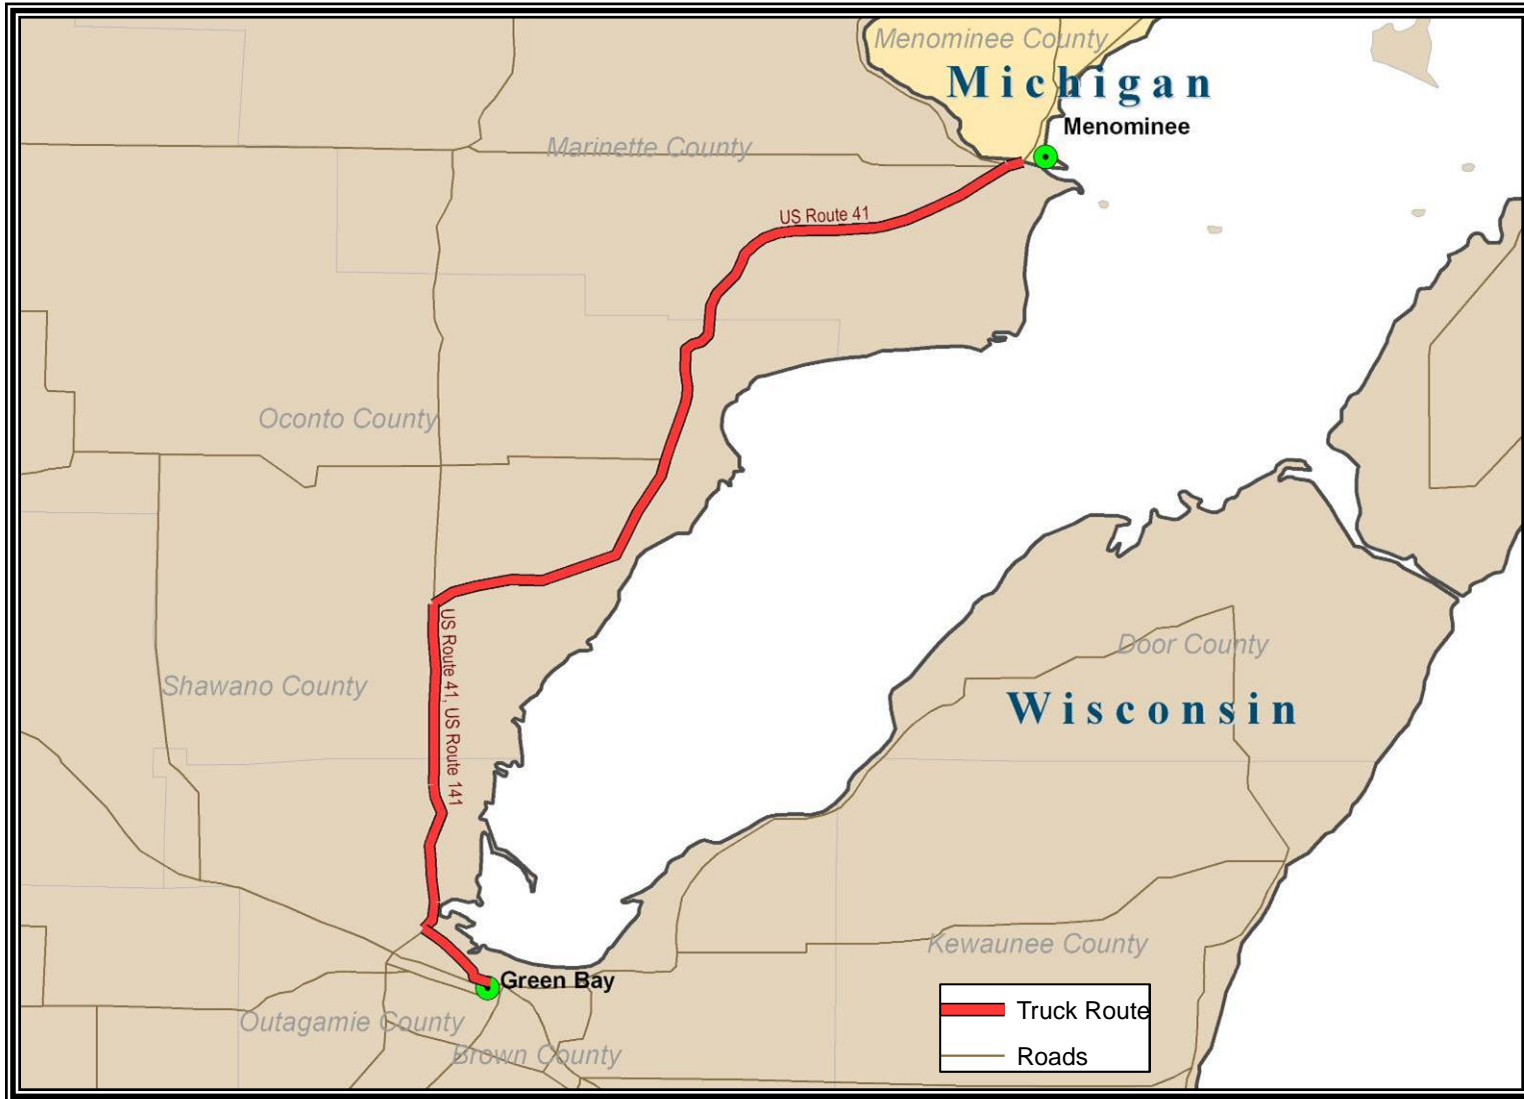 Menominee County
Michigan
Menominee
Marinette County
US Route 41
Oconto County
Door County
Shawano County
US Route 41, US Route 141
Wisconsin
Kewaunee County
Green Bay
Outagamie County
Brown County
Truck Route
Roads